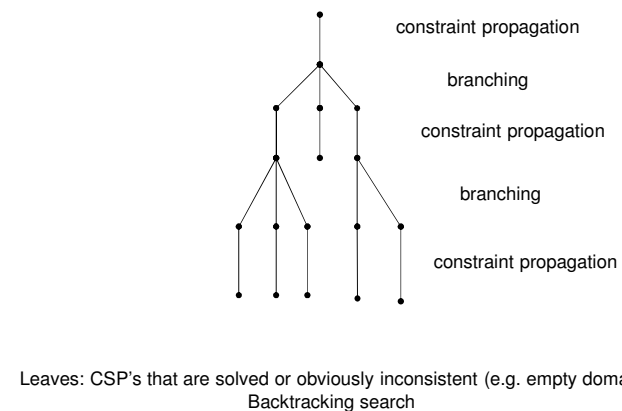 constraint propagation
branching
constraint propagation
branching
constraint propagation
Leaves: CSP's that are solved or obviously inconsistent (e.g. empty
Backtracking search